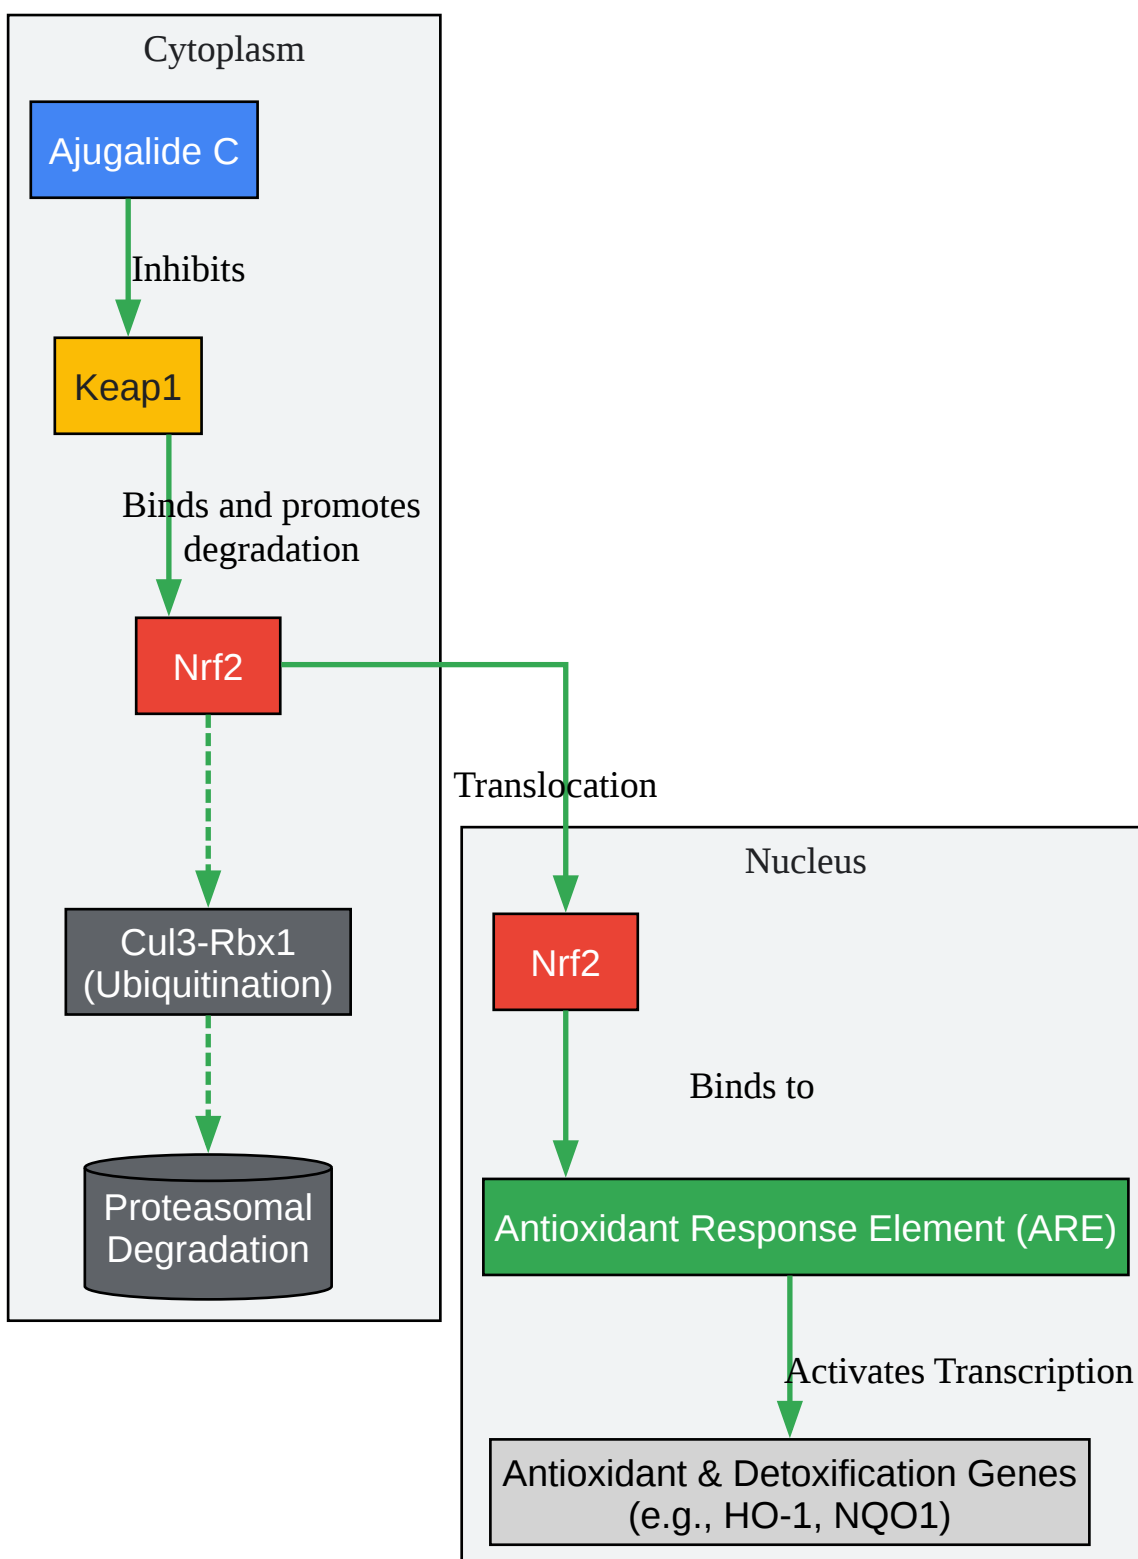 Cytoplasm
Ajugalide C
Inhibits
Keap1
Binds and promotes
degradation
Nrf2
Translocation
Cul3-Rbx1
(Ubiquitination)
Proteasomal
Degradation
Nucleus
Nrf2
Binds to
Antioxidant Response Element (ARE)
Activates Transcription
Antioxidant & Detoxification Genes
(e.g., HO-1, NQO1)